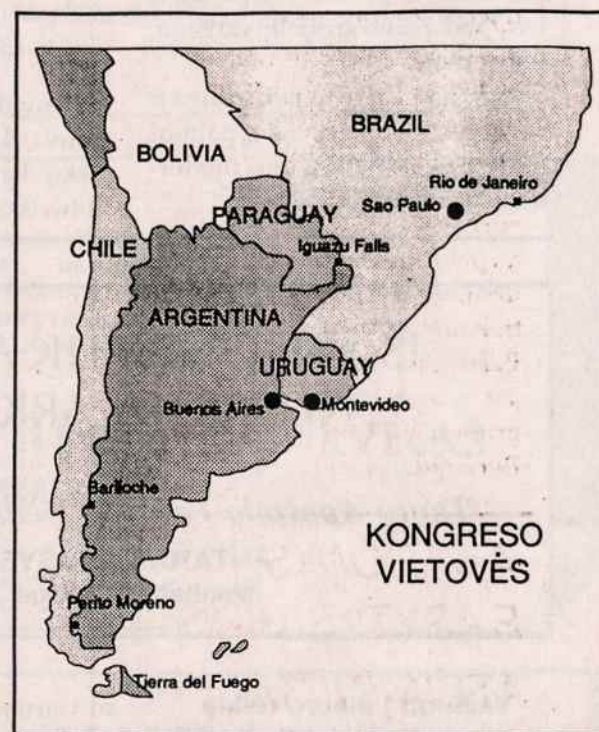 BRAZIL
BOLIVIA
Rio de Janeiro
Sao Paulo
PARAGUAY
CHILE
Iguazu Falls
ARGENTINA
URUGUAY
Buenos Aires
Montevideo
Bariloche
KONGRESO
VIETOVĖS
Perito Moreno
Tierra del Fuego